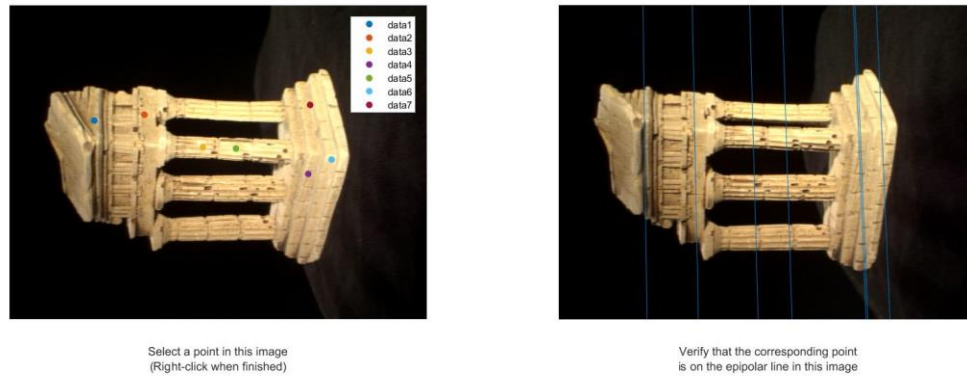 data1
data2
data3
data4
data5
data6
data7
Select a point in this image
(Right-click when finished)
Verify that the corresponding point
is on the epipolar line in this image